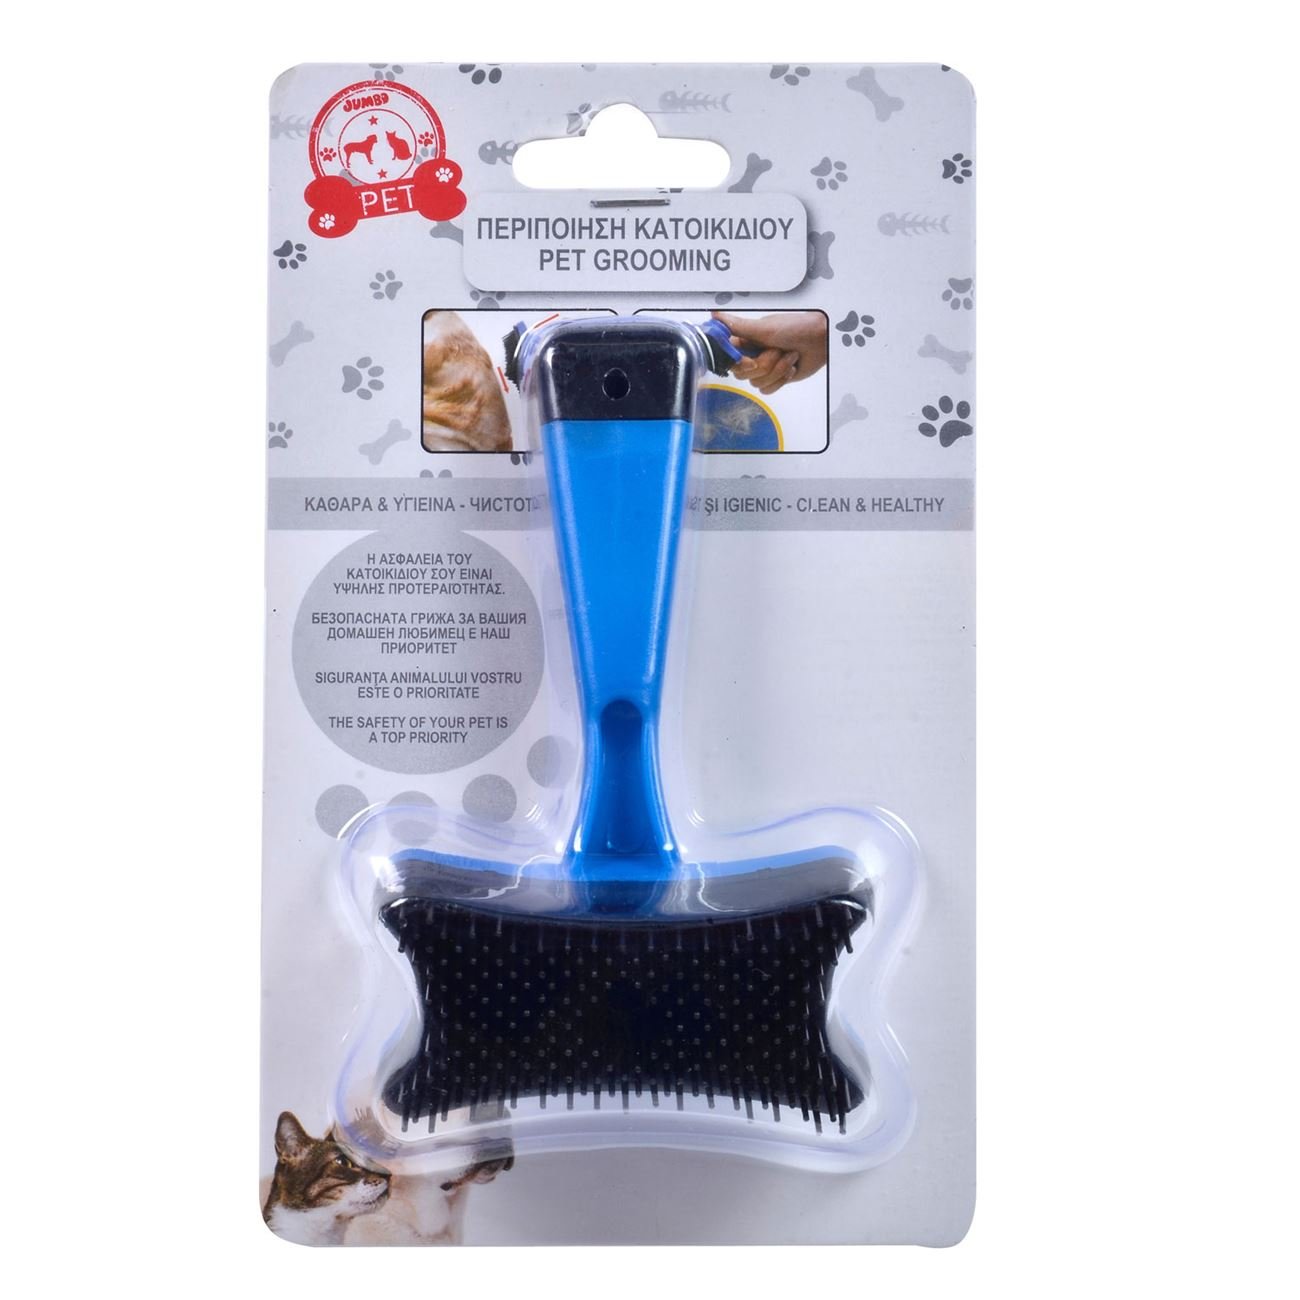 JUMBO
PET
ΠΕΡΙΠΟΙΗΣΗ ΚΑΤΟΙΚΙΔΙΟΥ
PET GROOMING
ΚΑΘΑΡΑ & ΥΓΙΕΙΝΑ - ŞI IGIENIC - CLEAN & HEALTHY
Η ΑΣΦΑΛΕΙΑ ΤΟΥ
ΚΑΤΟΙΚΙΔΙΟΥ ΣΟΥ ΕΙΝΑΙ
ΥΨΗΛΗΣ ΠΡΟΤΕΡΑΙΟΤΗΤΑΣ.
БЕЗОПАСНАТА ГРИЖА ЗА ВАШИЯ
ДОМАШЕН ЛЮБИМЕЦ Е НАШ
ПРИОРИТЕТ
SIGURANŢA ANIMALULUI VOSTRU
ESTE O PRIORITATE
THE SAFETY OF YOUR PET IS
A TOP PRIORITY